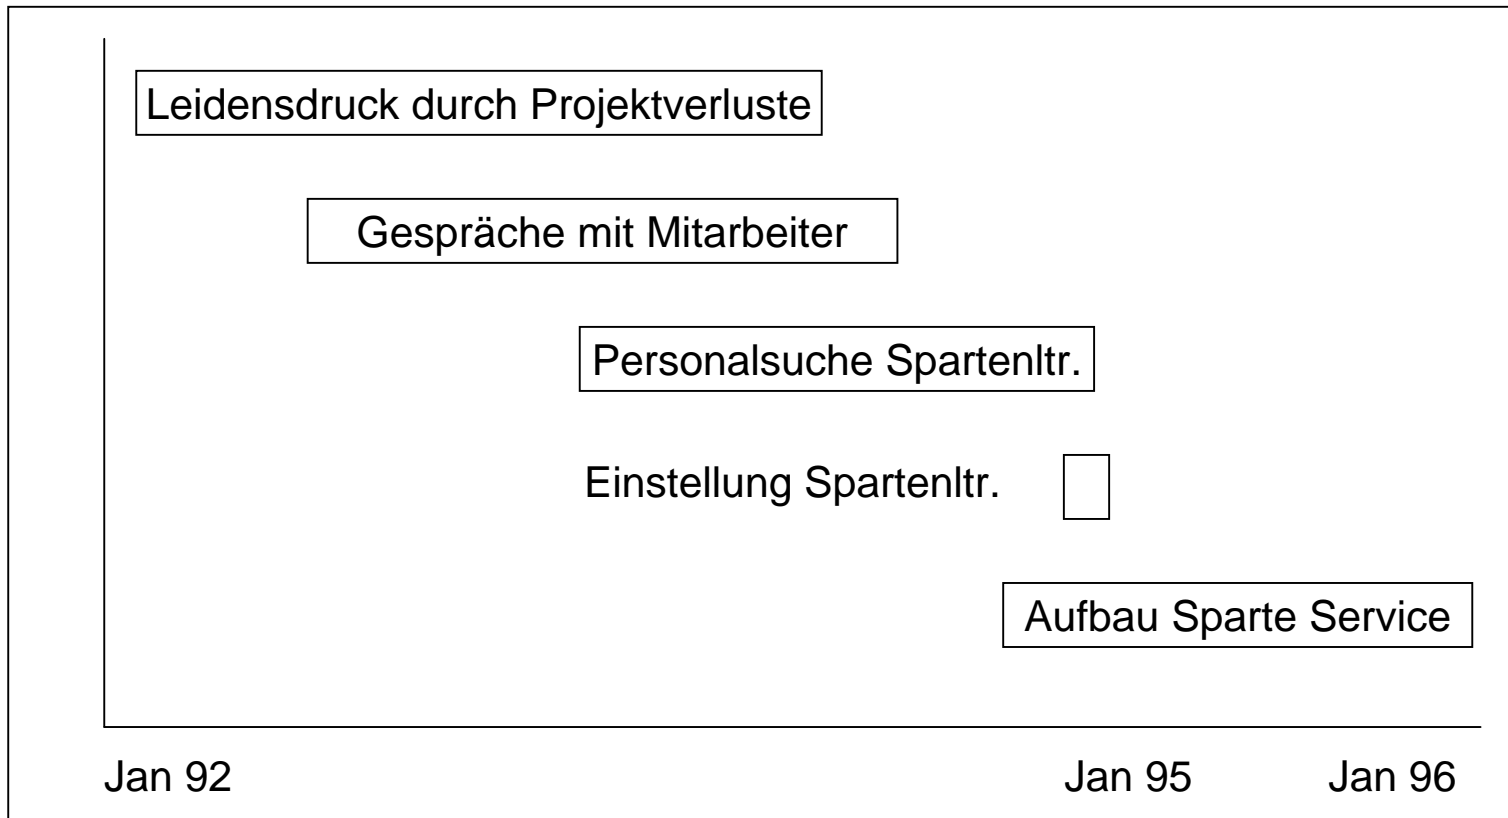 Leidensdruck durch Projektverluste
Gespräche mit Mitarbeiter
Personalsuche Spartenltr.
Einstellung Spartenltr.
Aufbau Sparte Service
Jan 92 Jan 95 Jan 96